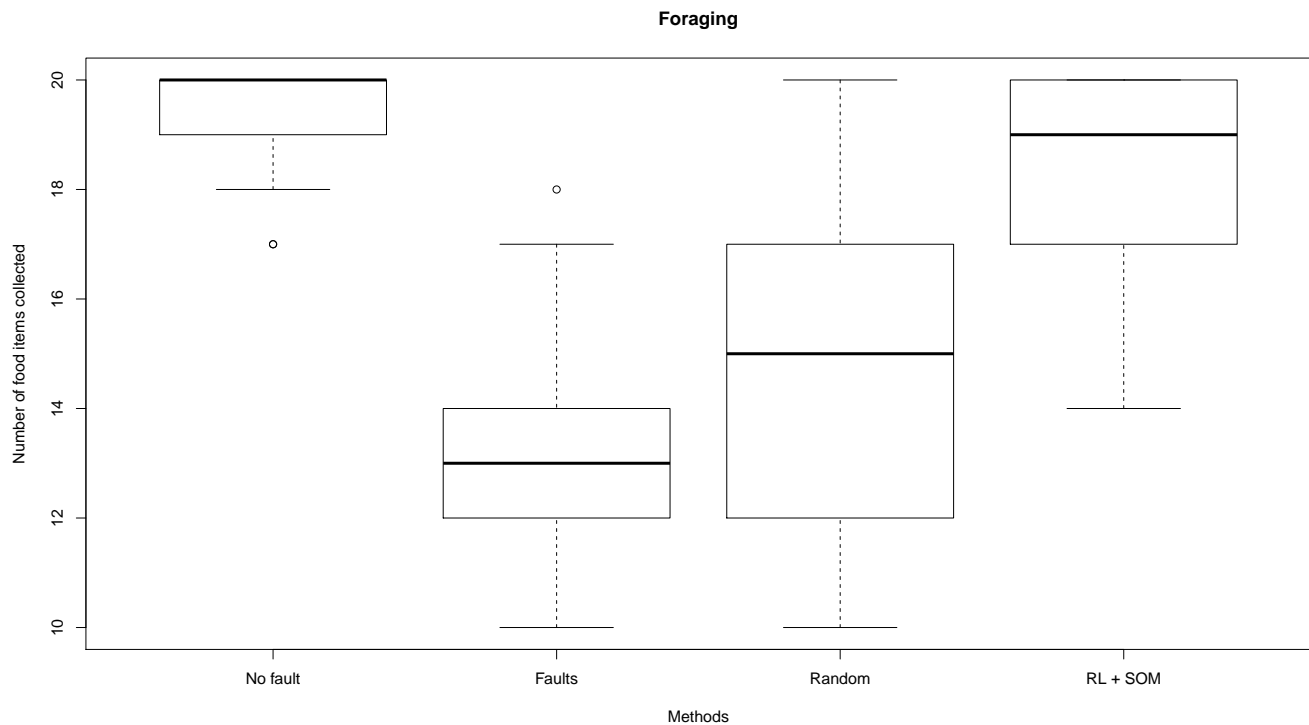 Foraging
Number of food items collected
20
18
16
14
12
10
No fault
Faults
Random
RL + SOM
Methods